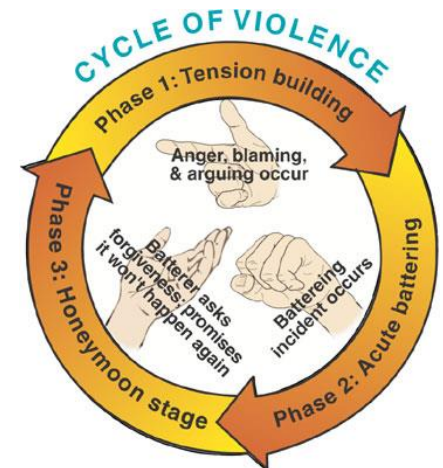 CYCLE OF VIOLENCE
Phase 1: Tension building
Anger, blaming,
& arguing occur
Phase 2: Acute battering
Battereing
incident occurs
Phase 3: Honeymoon stage
Batterer asks
forgiveness; promises
it won't happen again